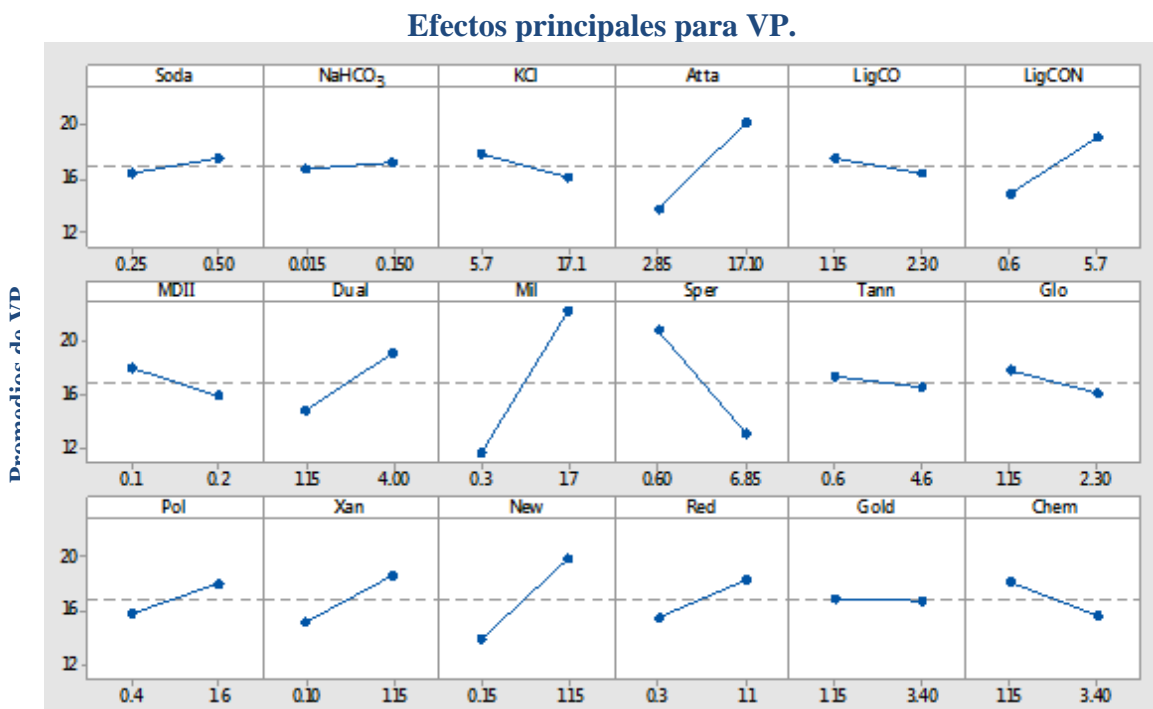 Efectos principales para VP.
Soda NaHCO₃ KCl Atta LigCO LigCON
20
16
12
0.25 0.50 0.015 0.150 5.7 17.1 2.85 17.10 1.15 2.30 0.6 5.7
MDII Dual Mil Sper Tann Glo
20
16
12
0.1 0.2 1.15 4.00 0.3 1.7 0.60 6.85 0.6 4.6 1.15 2.30
Pol Xan New Red Gold Chem
20
16
12
0.4 1.6 0.10 1.15 0.15 1.15 0.3 1.1 1.15 3.40 1.15 3.40
Promedios de VP